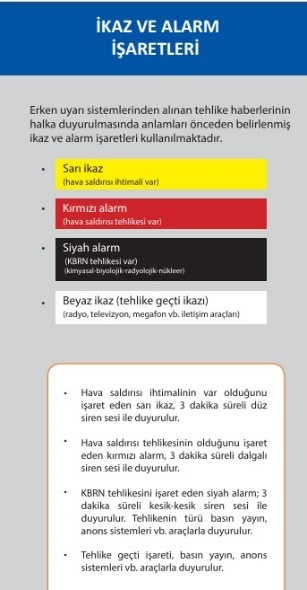 İKAZ VE ALARM
İŞARETLERİ
Erken uyarı sistemlerinden alınan tehlike haberlerinin
halka duyurulmasında anlamları önceden belirlenmiş
ikaz ve alarm işaretleri kullanılmaktadır.
• Sarı ikaz
(hava saldırısı ihtimali var)
• Kırmızı alarm
(hava saldırısı tehlikesi var)
• Siyah alarm
(KBRN tehlikesi var)
(kimyasal-biyolojik-radyolojik-nükleer)
• Beyaz ikaz (tehlike geçti ikazı)
(radyo, televizyon, megafon vb. iletişim araçları)
• Hava saldırısı ihtimalinin var olduğunu
işaret eden sarı ikaz, 3 dakika süreli düz
siren sesi ile duyurulur.
• Hava saldırısı tehlikesinin olduğunu işaret
eden kırmızı alarm, 3 dakika süreli dalgalı
siren sesi ile duyurulur.
• KBRN tehlikesini işaret eden siyah alarm; 3
dakika süreli kesik-kesik siren sesi ile
duyurulur. Tehlikenin türü basın yayın,
anons sistemleri vb. araçlarla duyurulur.
• Tehlike geçti işareti, basın yayın, anons
sistemleri vb. araçlarla duyurulur.